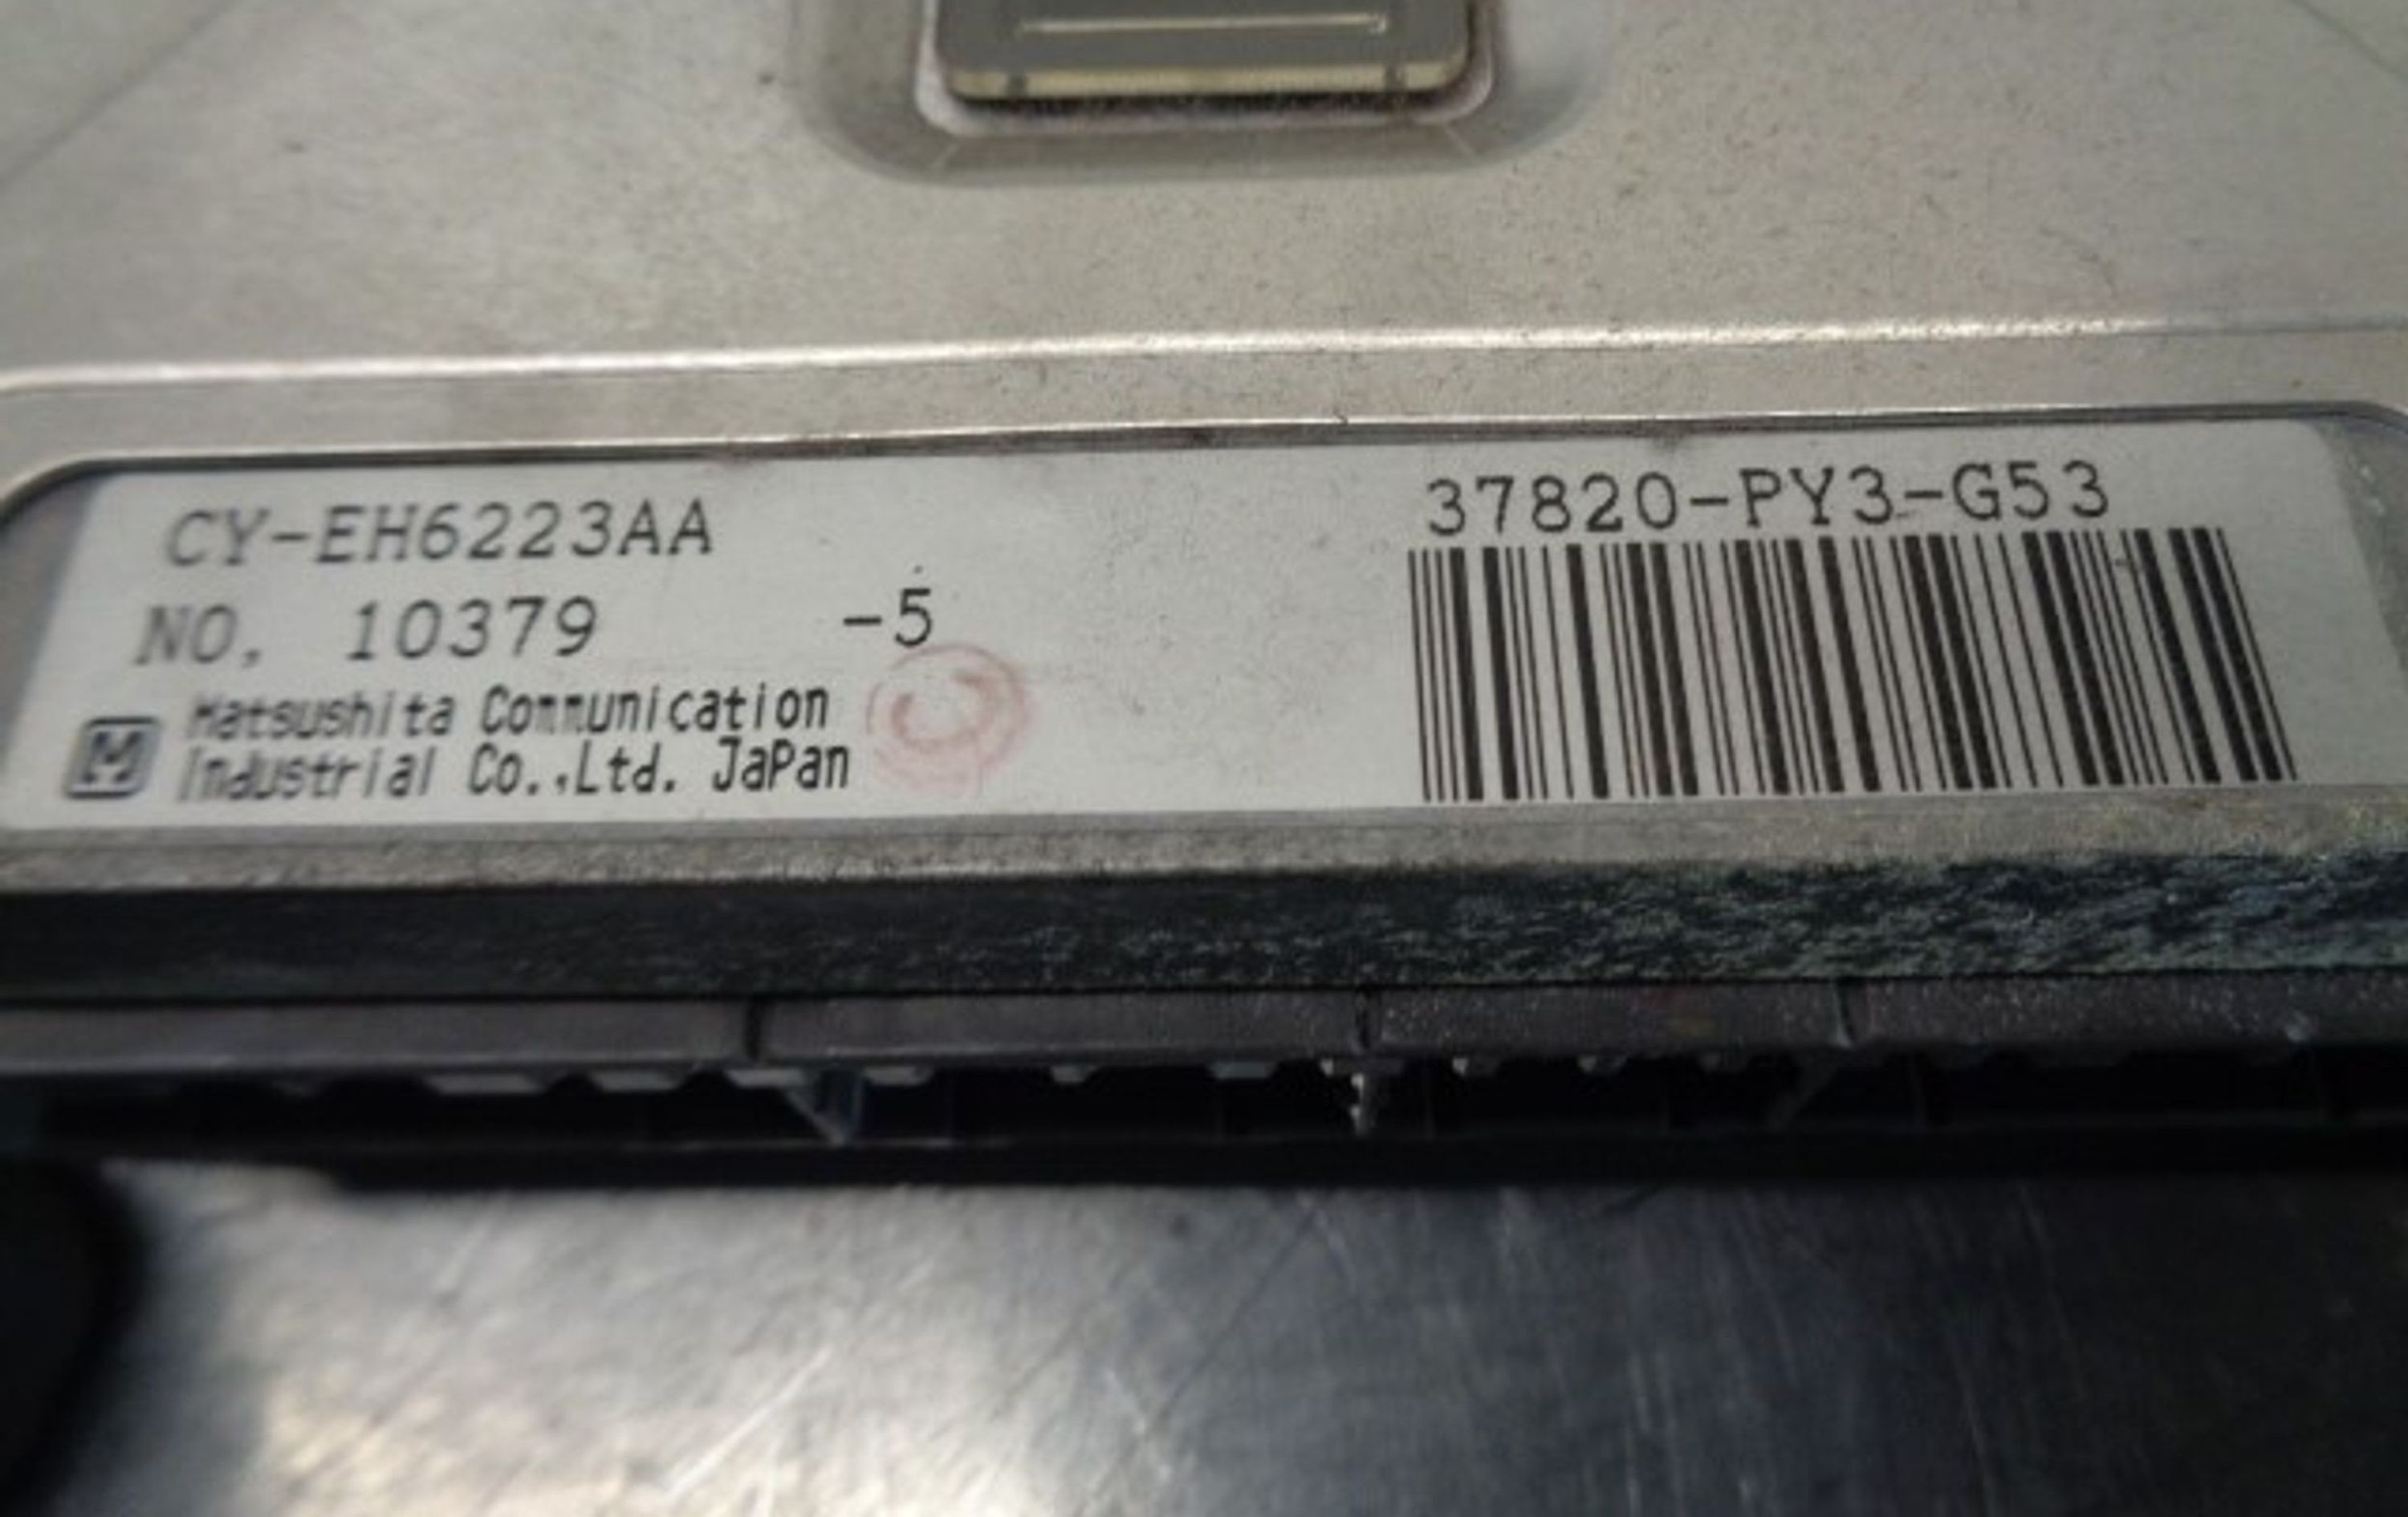 CY-EH6223AA
NO. 10379 -5
M
Matsushita Communication
Industrial Co.,Ltd. JaPan
37820-PY3-G53